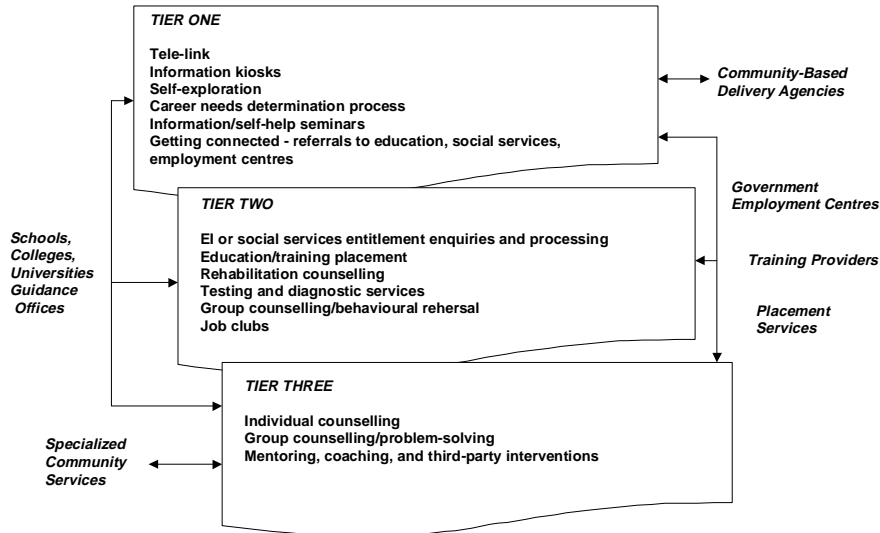 TIER ONE
Tele-link
Information kiosks
Self-exploration
Career needs determination process
Information/self-help seminars
Getting connected - referrals to education, social services,
employment centres
Community-Based
Delivery Agencies
TIER TWO
EI or social services entitlement enquiries and processing
Education/training placement
Rehabilitation counselling
Testing and diagnostic services
Group counselling/behavioural rehersal
Job clubs
Schools,
Colleges,
Universities
Guidance
Offices
Government
Employment Centres
Training Providers
Placement
Services
TIER THREE
Individual counselling
Group counselling/problem-solving
Mentoring, coaching, and third-party interventions
Specialized
Community
Services